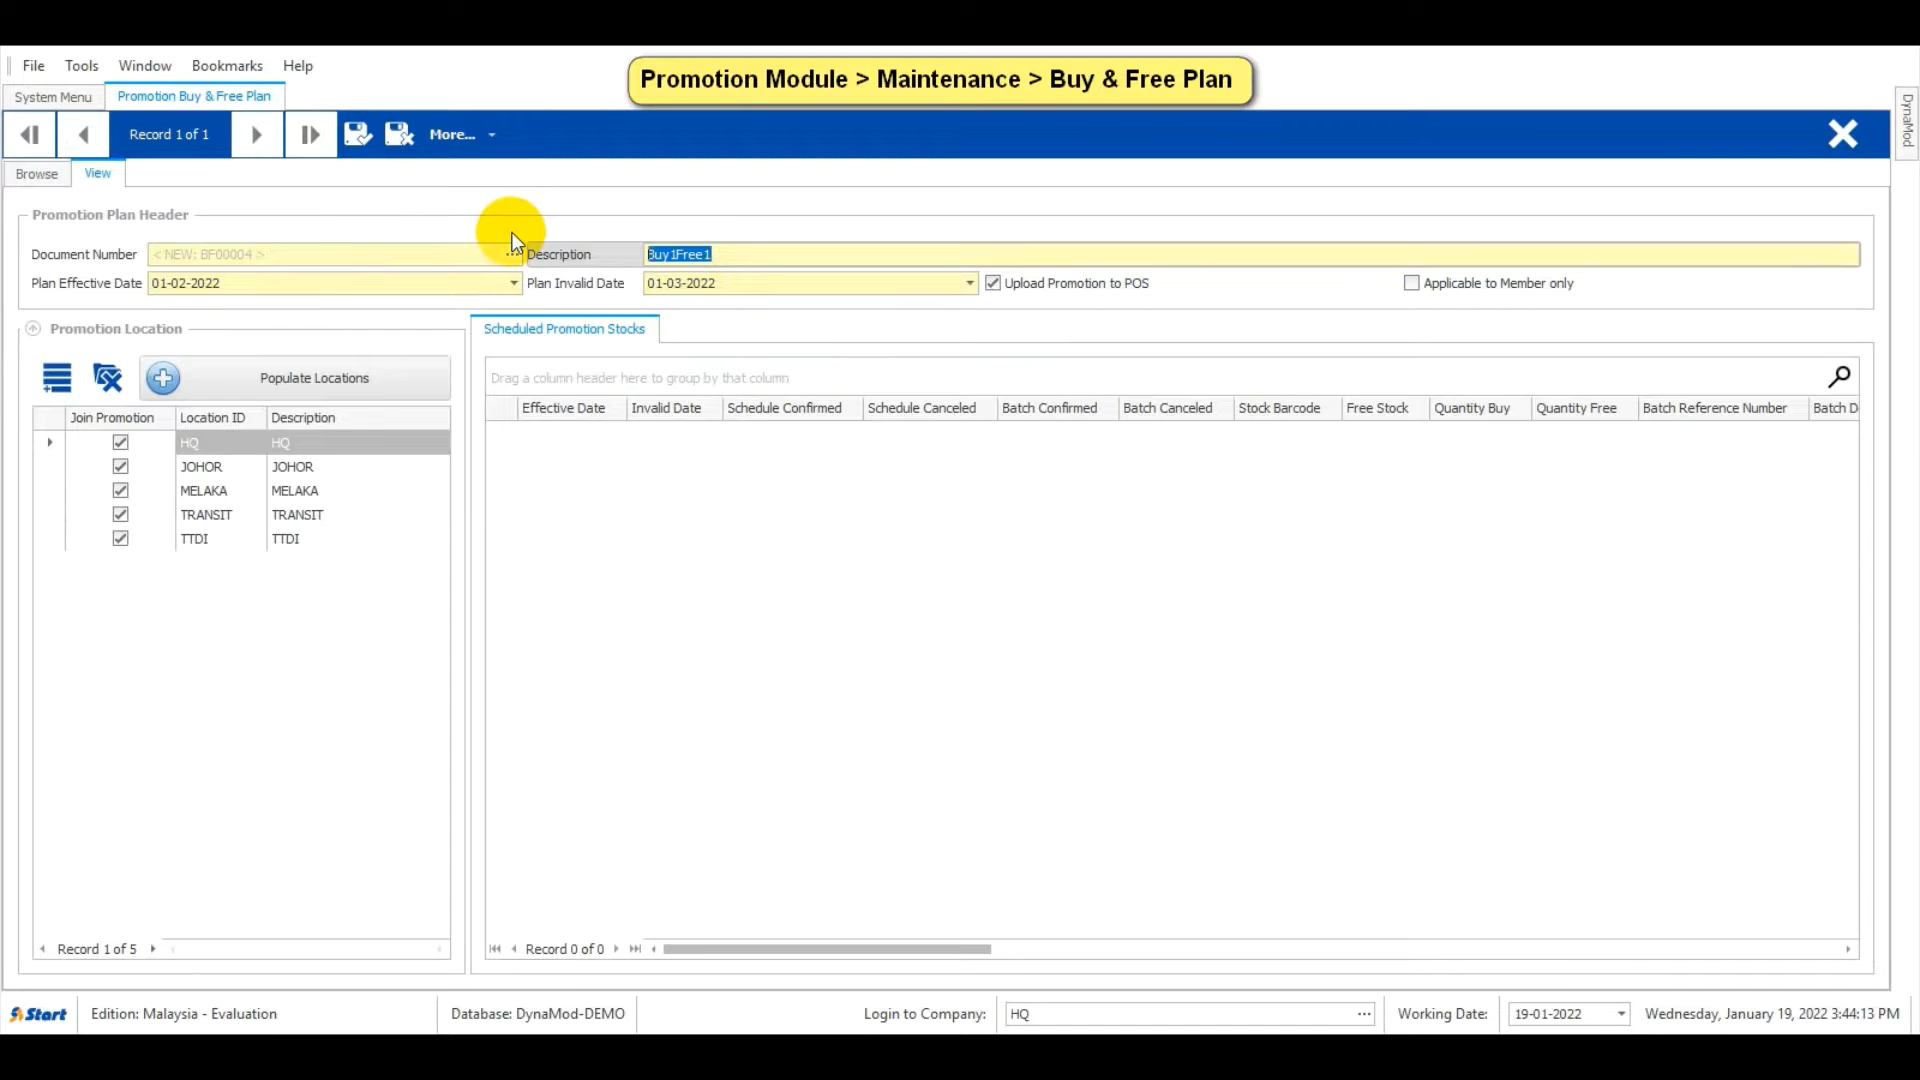 File Tools Window Bookmarks Help
Promotion Module > Maintenance > Buy & Free Plan
System Menu Promotion Buy & Free Plan
DynaMod
Record 1 of 1 More...
Browse View
Promotion Plan Header
Document Number < NEW: BF00004 > ... Description Buy1Free1
Plan Effective Date 01-02-2022 Plan Invalid Date 01-03-2022 Upload Promotion to POS Applicable to Member only
Promotion Location
Scheduled Promotion Stocks
Populate Locations
Drag a column header here to group by that column
Join Promotion Location ID Description
Effective Date Invalid Date Schedule Confirmed Schedule Canceled Batch Confirmed Batch Canceled Stock Barcode Free Stock Quantity Buy Quantity Free Batch Reference Number Batch D
HQ HQ
JOHOR JOHOR
MELAKA MELAKA
TRANSIT TRANSIT
TTDI TTDI
Record 1 of 5
Record 0 of 0
Start Edition: Malaysia - Evaluation Database: DynaMod-DEMO Login to Company: HQ ... Working Date: 19-01-2022 Wednesday, January 19, 2022 3:44:13 PM